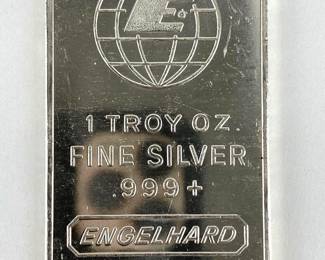 E
1 TROY OZ.
FINE SILVER
.999+
ENGELHARD